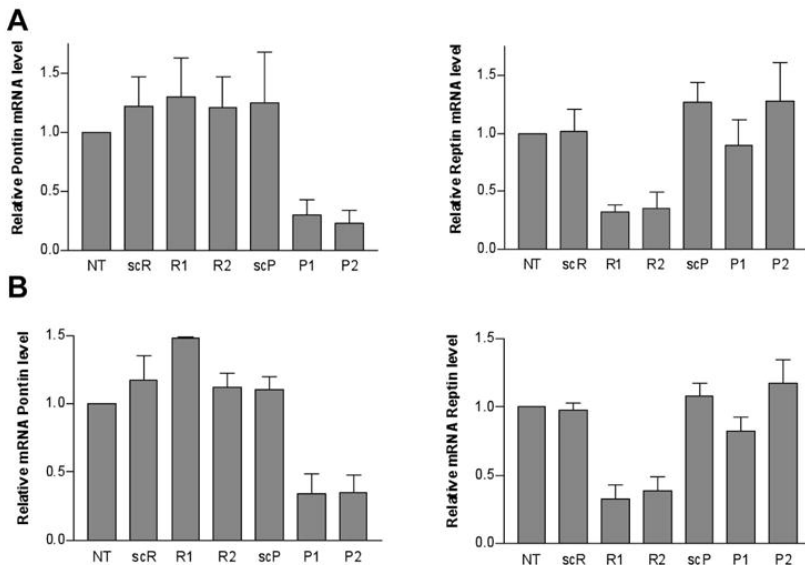 A
Relative Pontin mRNA level
1.5
1.0
0.5
0.0
NT scR R1 R2 scP P1 P2
Relative Reptin mRNA level
1.5
1.0
0.5
0.0
NT scR R1 R2 scP P1 P2
B
Relative mRNA Pontin level
1.5
1.0
0.5
0.0
NT scR R1 R2 scP P1 P2
Relative mRNA Reptin level
1.5
1.0
0.5
0.0
NT scR R1 R2 scP P1 P2